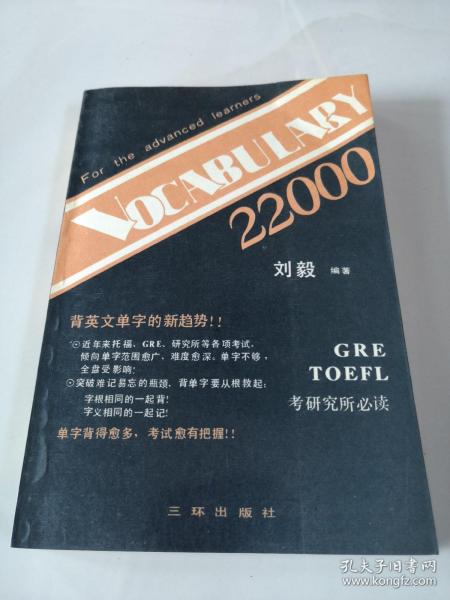 For the advanced learners
VOCABULARY
22000
刘毅 编著
背英文单字的新趋势!!
⊙近年来托福、GRE、研究所等各项考试,
倾向单字范围愈广、难度愈深。单字不够,
全盘受影响!
⊙突破难记易忘的瓶颈,背单字要从根救起:
字根相同的一起背!
字义相同的一起记!
单字背得愈多,考试愈有把握!!
GRE
TOEFL
考研究所必读
三环出版社
孔夫子旧书网
www.kongfz.com